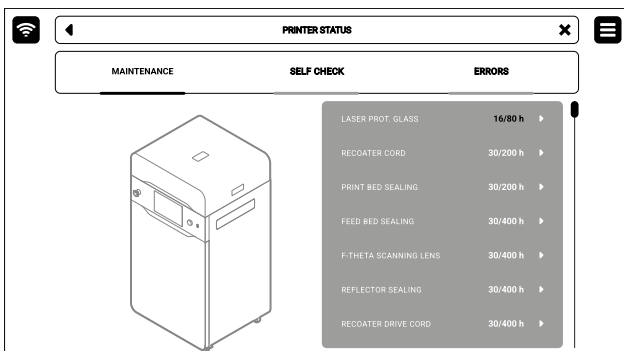 PRINTER STATUS
MAINTENANCE SELF CHECK ERRORS
LASER PROT. GLASS 16/80 h
RECOATER CORD 30/200 h
PRINT BED SEALING 30/200 h
FEED BED SEALING 30/400 h
F-THETA SCANNING LENS 30/400 h
REFLECTOR SEALING 30/400 h
RECOATER DRIVE CORD 30/400 h